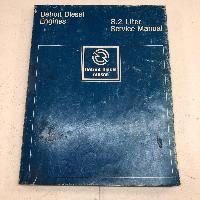 Detroit Diesel
Engines
8.2 Liter
Service Manual
Detroit Diesel
Allison